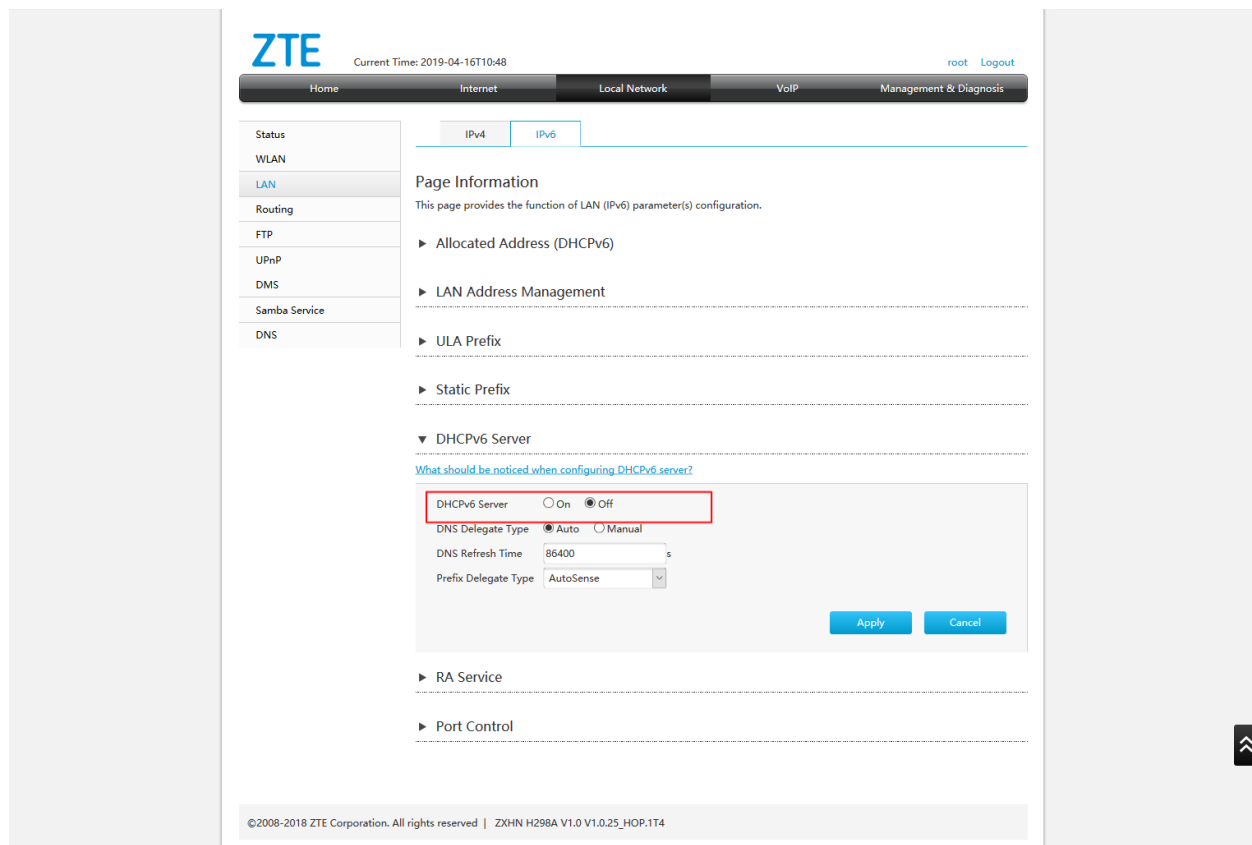 ZTE
Current Time: 2019-04-16T10:48
root Logout
Home Internet Local Network VoIP Management & Diagnosis
Status
WLAN
LAN
Routing
FTP
UPnP
DMS
Samba Service
DNS
IPv4 IPv6
Page Information
This page provides the function of LAN (IPv6) parameter(s) configuration.
Allocated Address (DHCPv6)
LAN Address Management
ULA Prefix
Static Prefix
DHCPv6 Server
What should be noticed when configuring DHCPv6 server?
DHCPv6 Server On Off
DNS Delegate Type Auto Manual
DNS Refresh Time 86400 s
Prefix Delegate Type AutoSense
Apply Cancel
RA Service
Port Control
©2008-2018 ZTE Corporation. All rights reserved | ZXHN H298A V1.0 V1.0.25_HOP.1T4